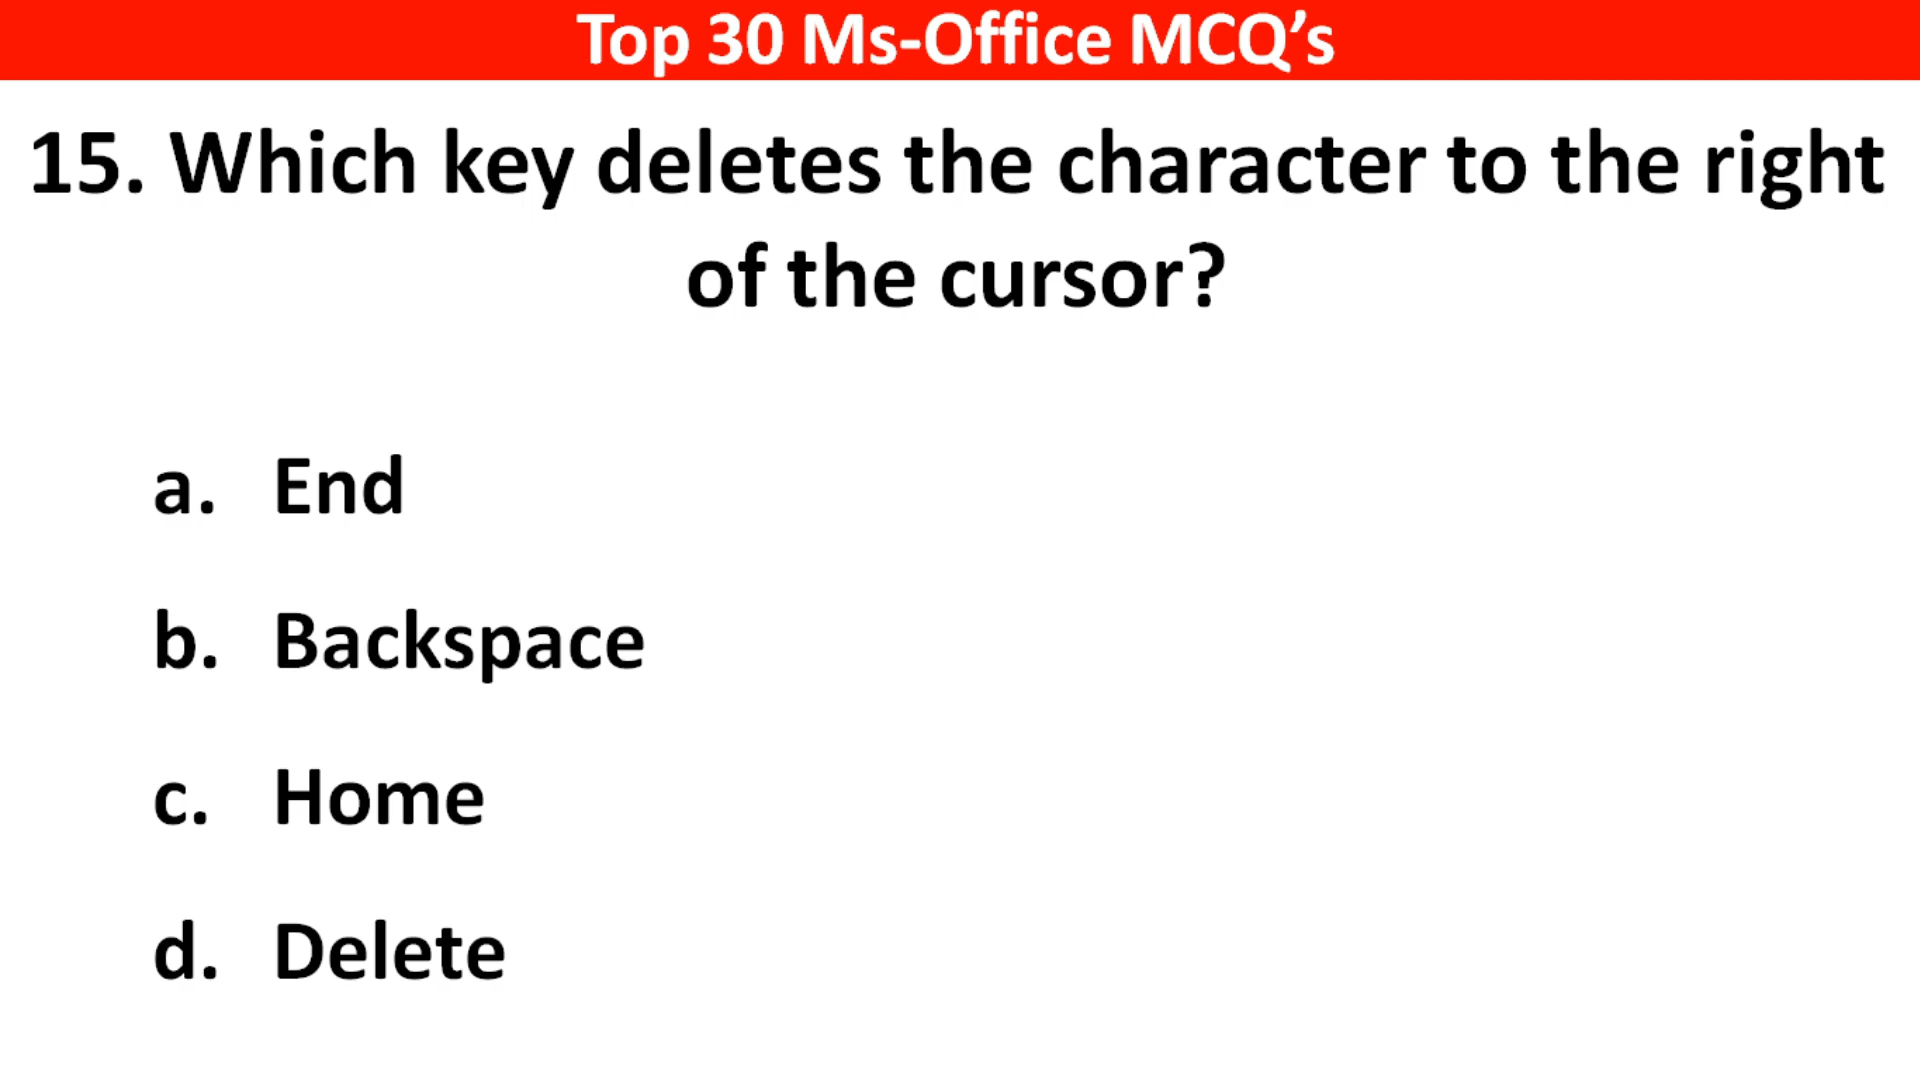 Top 30 Ms-Office MCQ’s
15. Which key deletes the character to the right
of the cursor?
a. End
b. Backspace
c. Home
d. Delete